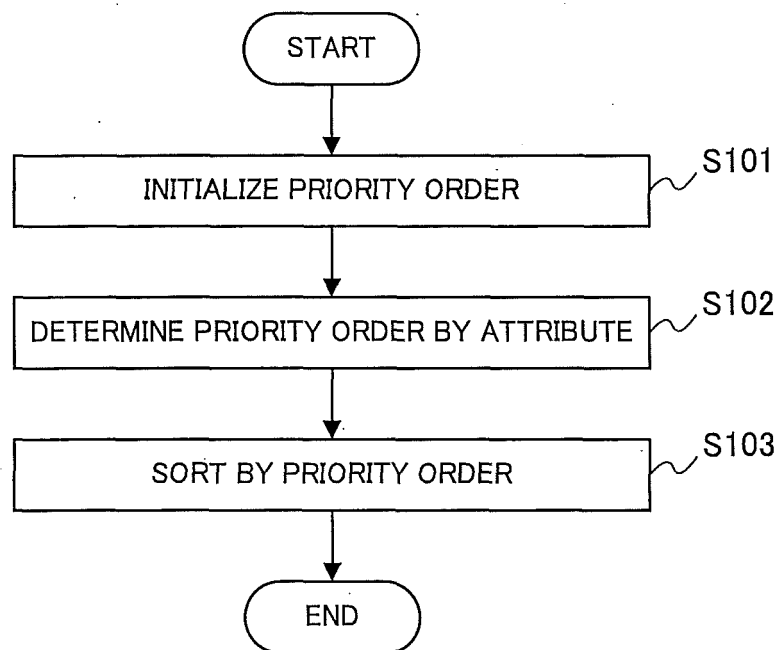 START
INITIALIZE PRIORITY ORDER
S101
DETERMINE PRIORITY ORDER BY ATTRIBUTE
S102
SORT BY PRIORITY ORDER
S103
END